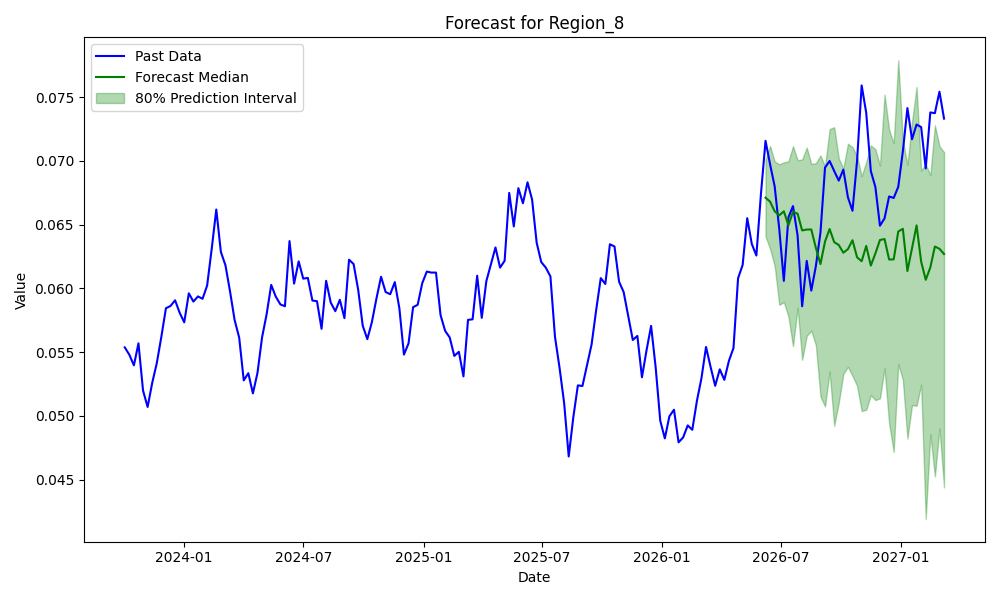 Forecast for Region_8
Past Data
Forecast Median
80% Prediction Interval
Value
0.075
0.070
0.065
0.060
0.055
0.050
0.045
2024-01
2024-07
2025-01
2025-07
2026-01
2026-07
2027-01
Date